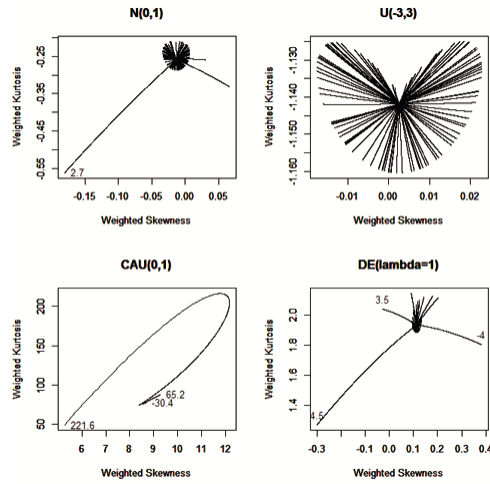 N(0,1)
Weighted Kurtosis
-0.55 -0.45 -0.35 -0.25
2.7
-0.15 -0.10 -0.05 0.00 0.05
Weighted Skewness
U(-3,3)
Weighted Kurtosis
-1.160 -1.150 -1.140 -1.130
-0.01 0.00 0.01 0.02
Weighted Skewness
CAU(0,1)
Weighted Kurtosis
50 100 150 200
65.2
-30.4
221.6
6 7 8 9 10 11 12
Weighted Skewness
DE(lambda=1)
Weighted Kurtosis
1.4 1.6 1.8 2.0
3.5
-4
4.5
-0.3 -0.2 -0.1 0.0 0.1 0.2 0.3 0.4
Weighted Skewness